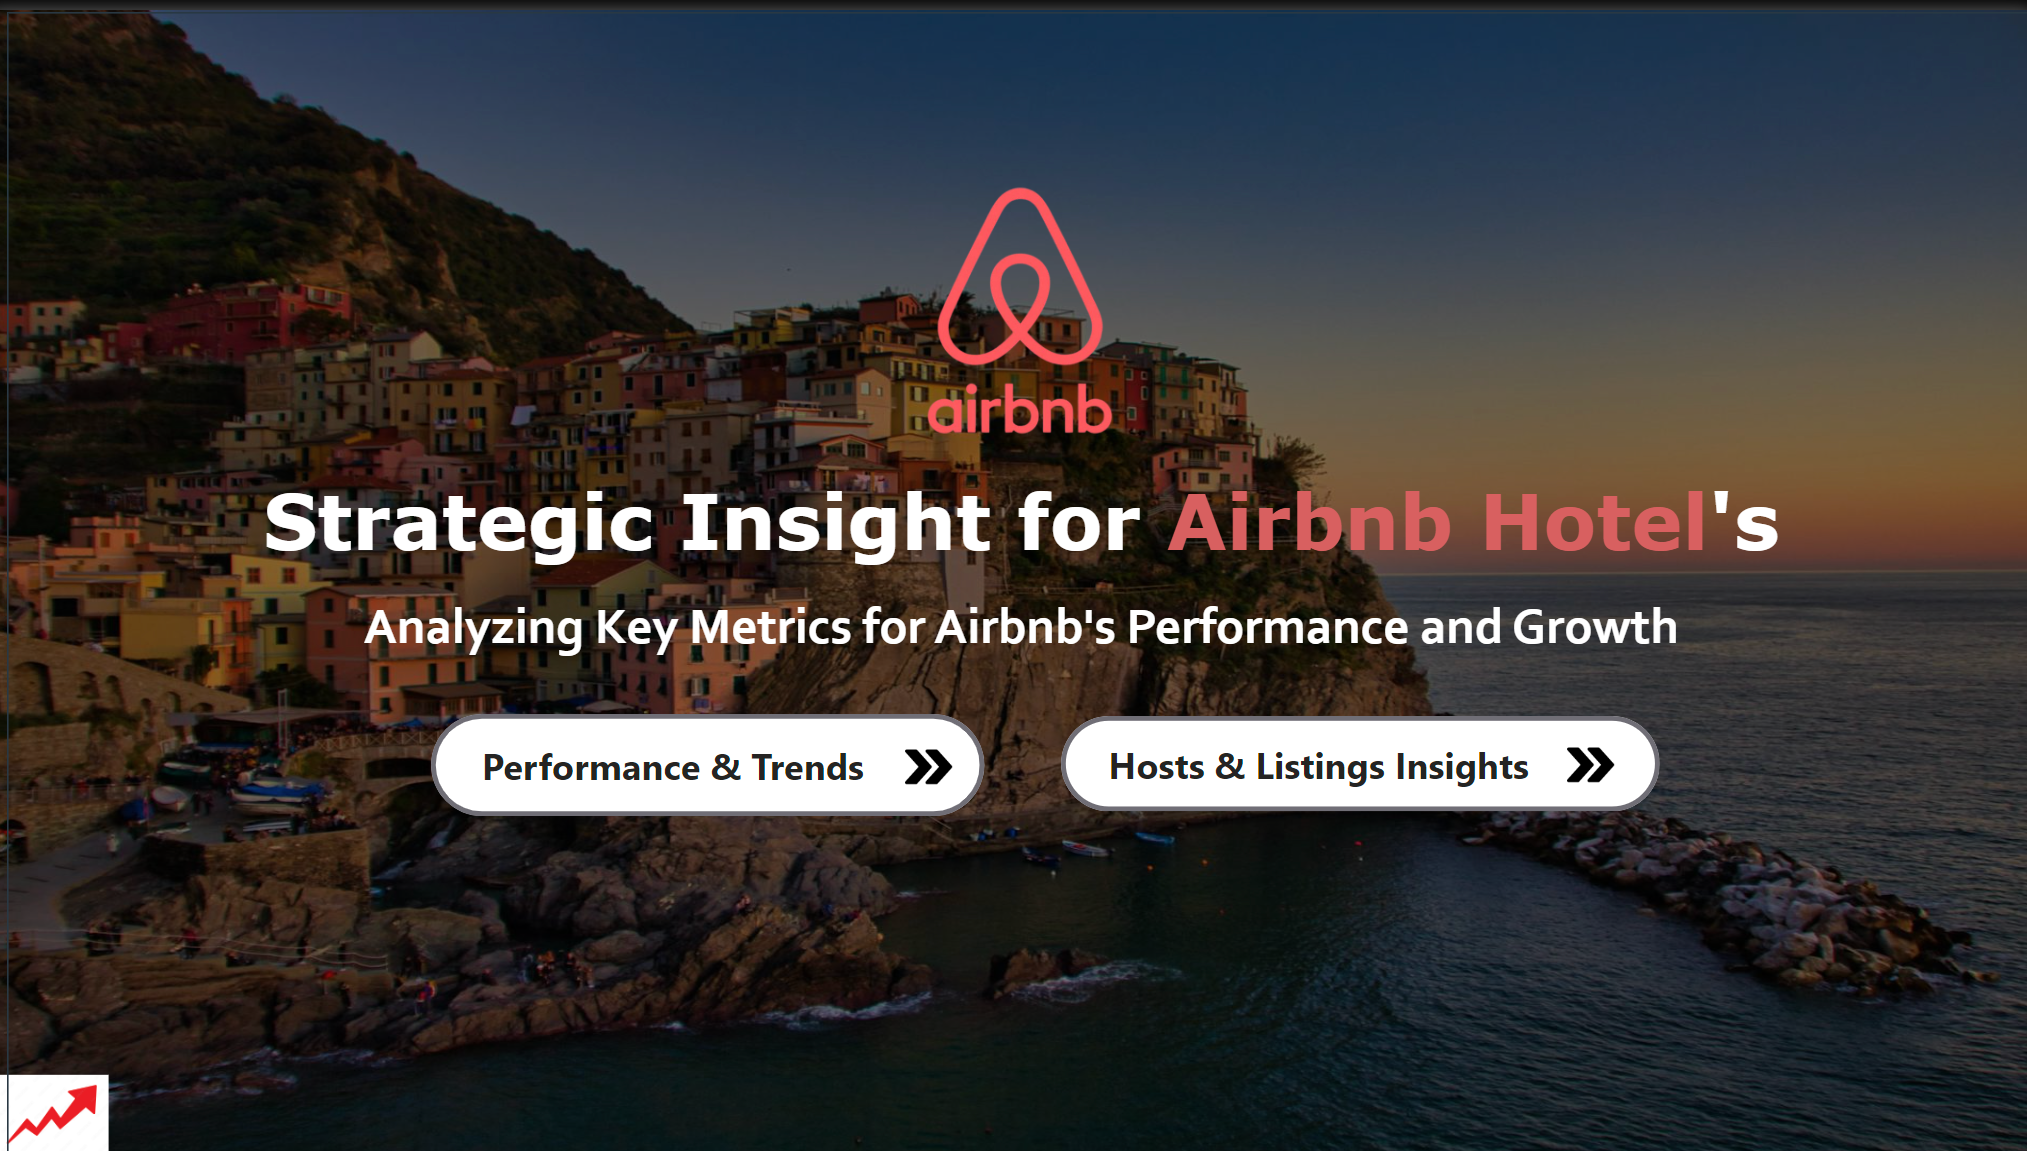 airbnb
Strategic Insight for Airbnb Hotel's
Analyzing Key Metrics for Airbnb's Performance and Growth
Performance & Trends
Hosts & Listings Insights